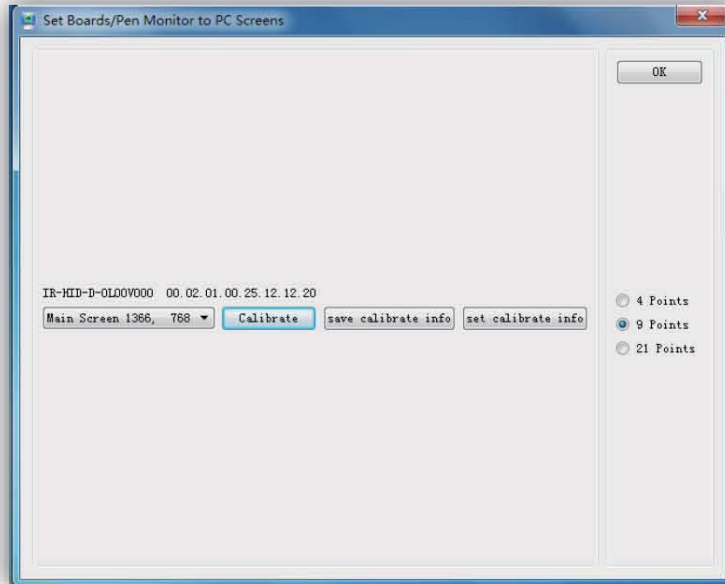 Set Boards/Pen Monitor to PC Screens
OK
IR-HID-D-OL00V000 00.02.01.00.25.12.12.20
Main Screen 1366, 768
Calibrate
save calibrate info
set calibrate info
4 Points
9 Points
21 Points